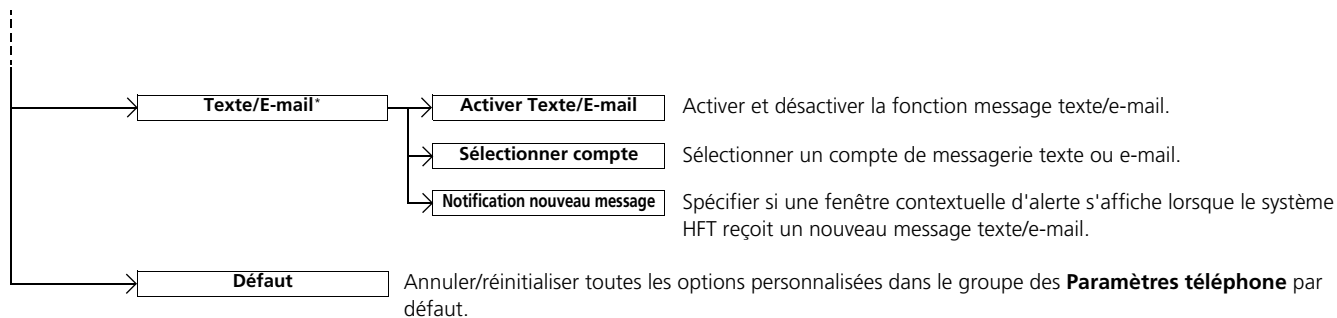 Texte/E-mail*
Activer Texte/E-mail
Activer et désactiver la fonction message texte/e-mail.
Sélectionner compte
Sélectionner un compte de messagerie texte ou e-mail.
Notification nouveau message
Spécifier si une fenêtre contextuelle d'alerte s'affiche lorsque le système
HFT reçoit un nouveau message texte/e-mail.
Défaut
Annuler/réinitialiser toutes les options personnalisées dans le groupe des Paramètres téléphone par
défaut.